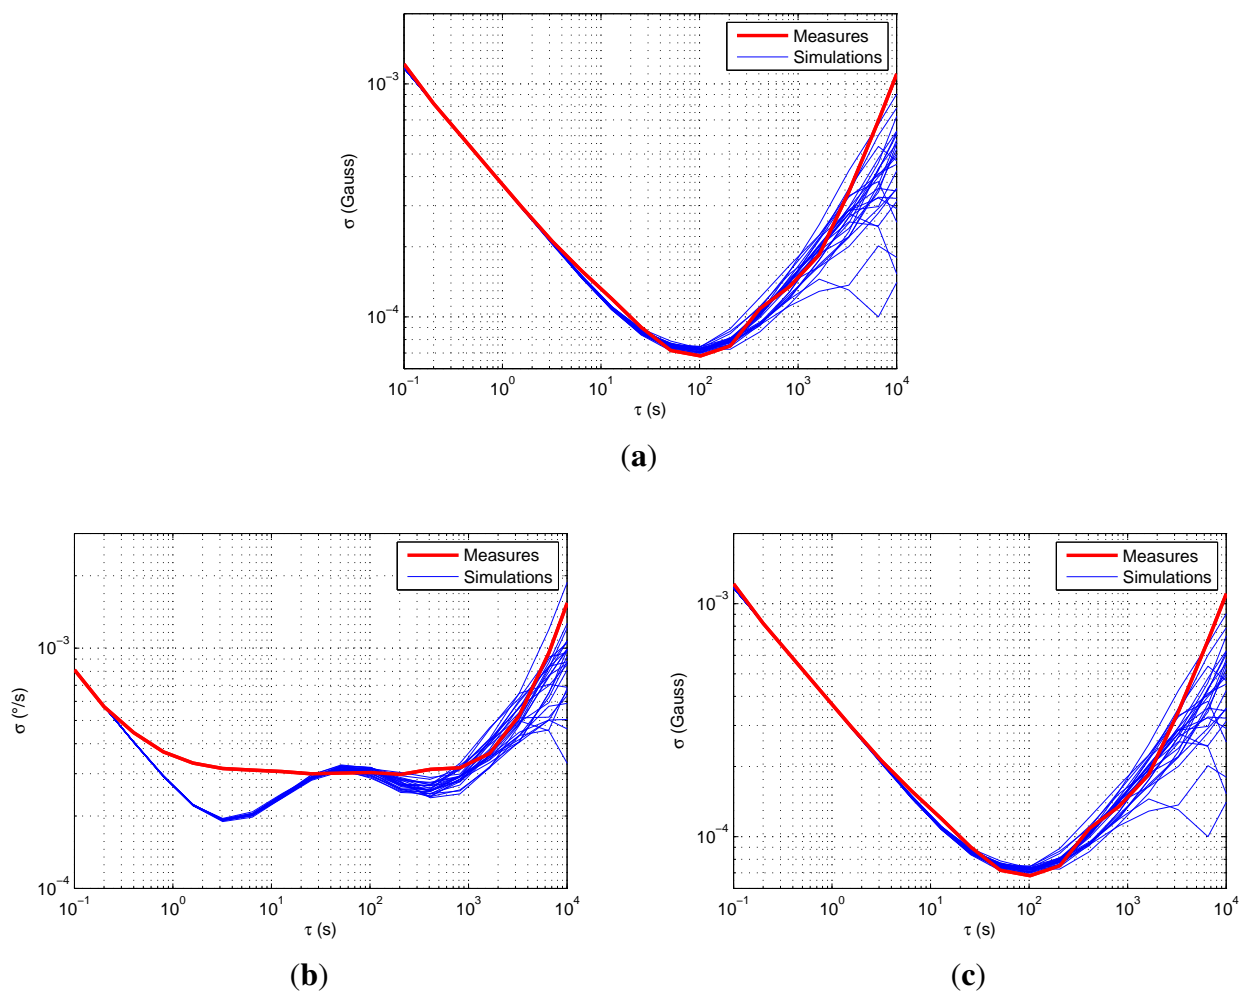 Measures
Simulations
10⁻³
10⁻⁴
σ (Gauss)
10⁻¹ 10⁰ 10¹ 10² 10³ 10⁴
τ (s)
(a)
Measures
Simulations
10⁻³
10⁻⁴
σ (°/s)
10⁻¹ 10⁰ 10¹ 10² 10³ 10⁴
τ (s)
(b)
Measures
Simulations
10⁻³
10⁻⁴
σ (Gauss)
10⁻¹ 10⁰ 10¹ 10² 10³ 10⁴
τ (s)
(c)